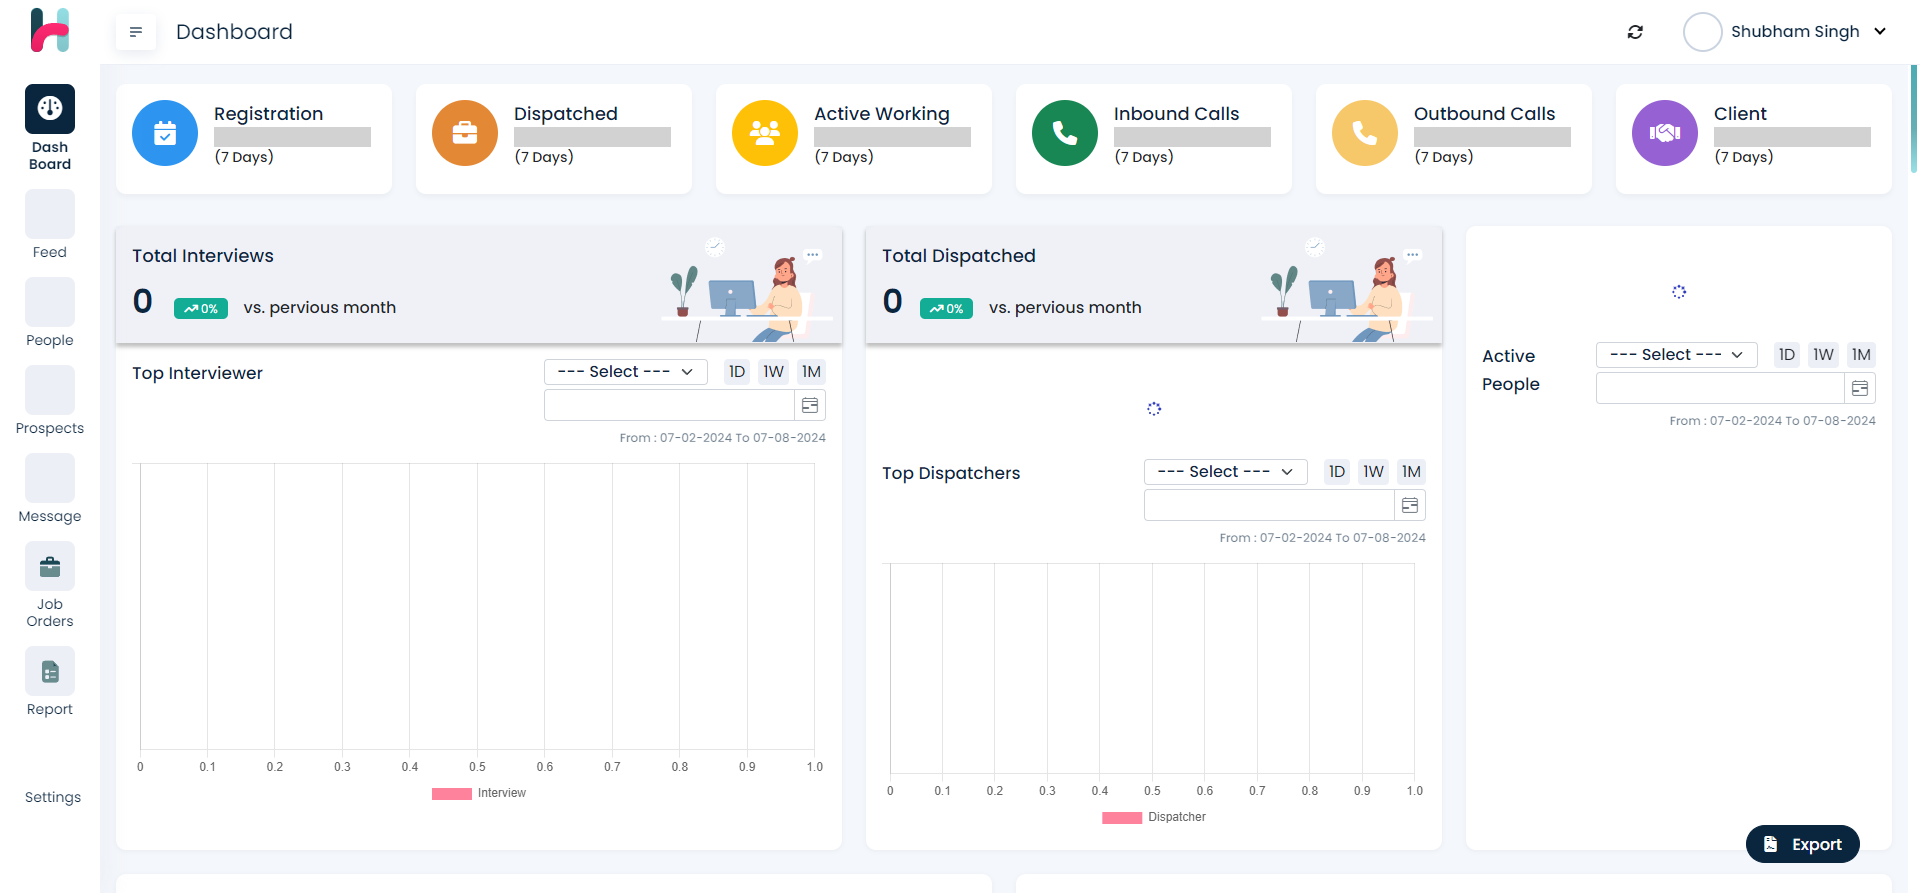 Dashboard
Shubham Singh
Dash
Board
Feed
People
Prospects
Message
Job
Orders
Report
Settings
Registration
(7 Days)
Dispatched
(7 Days)
Active Working
(7 Days)
Inbound Calls
(7 Days)
Outbound Calls
(7 Days)
Client
(7 Days)
Total Interviews
0 0% vs. pervious month
Top Interviewer
--- Select --- 1D 1W 1M
From : 07-02-2024 To 07-08-2024
0 0.1 0.2 0.3 0.4 0.5 0.6 0.7 0.8 0.9 1.0
Interview
Total Dispatched
0 0% vs. pervious month
Top Dispatchers
--- Select --- 1D 1W 1M
From : 07-02-2024 To 07-08-2024
0 0.1 0.2 0.3 0.4 0.5 0.6 0.7 0.8 0.9 1.0
Dispatcher
Active
People
--- Select --- 1D 1W 1M
From : 07-02-2024 To 07-08-2024
Export